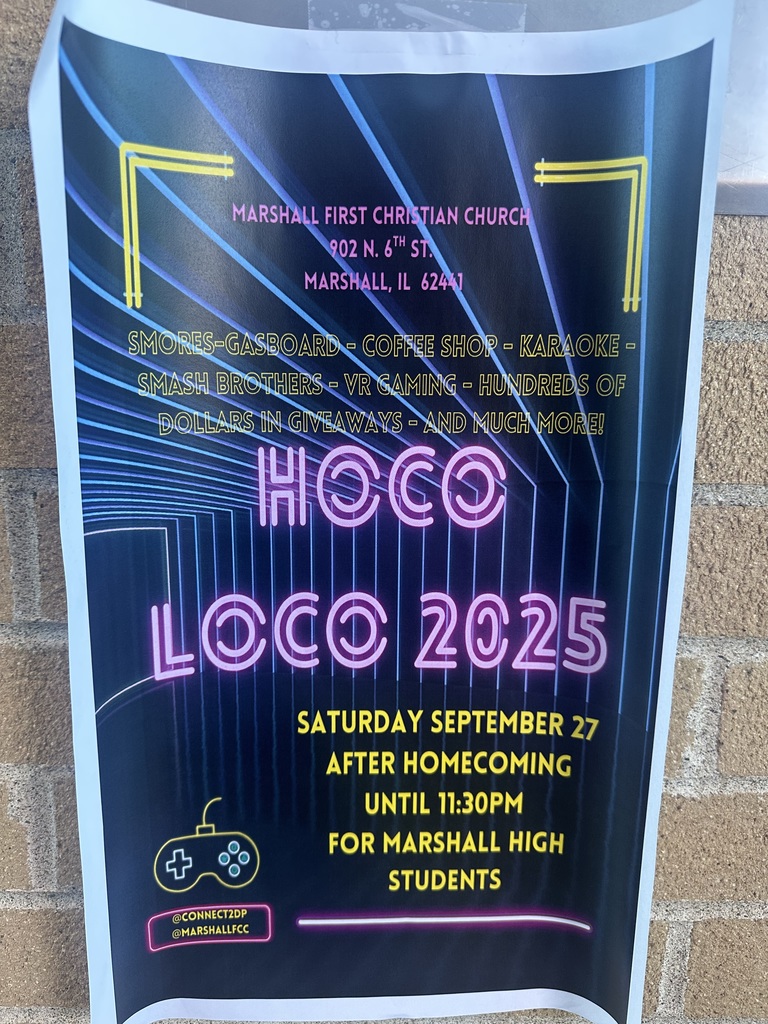 MARSHALL FIRST CHRISTIAN CHURCH
902 N. 6TH ST.
MARSHALL, IL 62441
SMORES-GASBOARD - COFFEE SHOP - KARAOKE -
SMASH BROTHERS - VR GAMING - HUNDREDS OF
DOLLARS IN GIVEAWAYS - AND MUCH MORE!
HOCO
LOCO 2025
SATURDAY SEPTEMBER 27
AFTER HOMECOMING
UNTIL 11:30PM
FOR MARSHALL HIGH
STUDENTS
@CONNECT2DP
@MARSHALLFCC